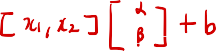 [ x₁, x₂ ] [ α β ] + b